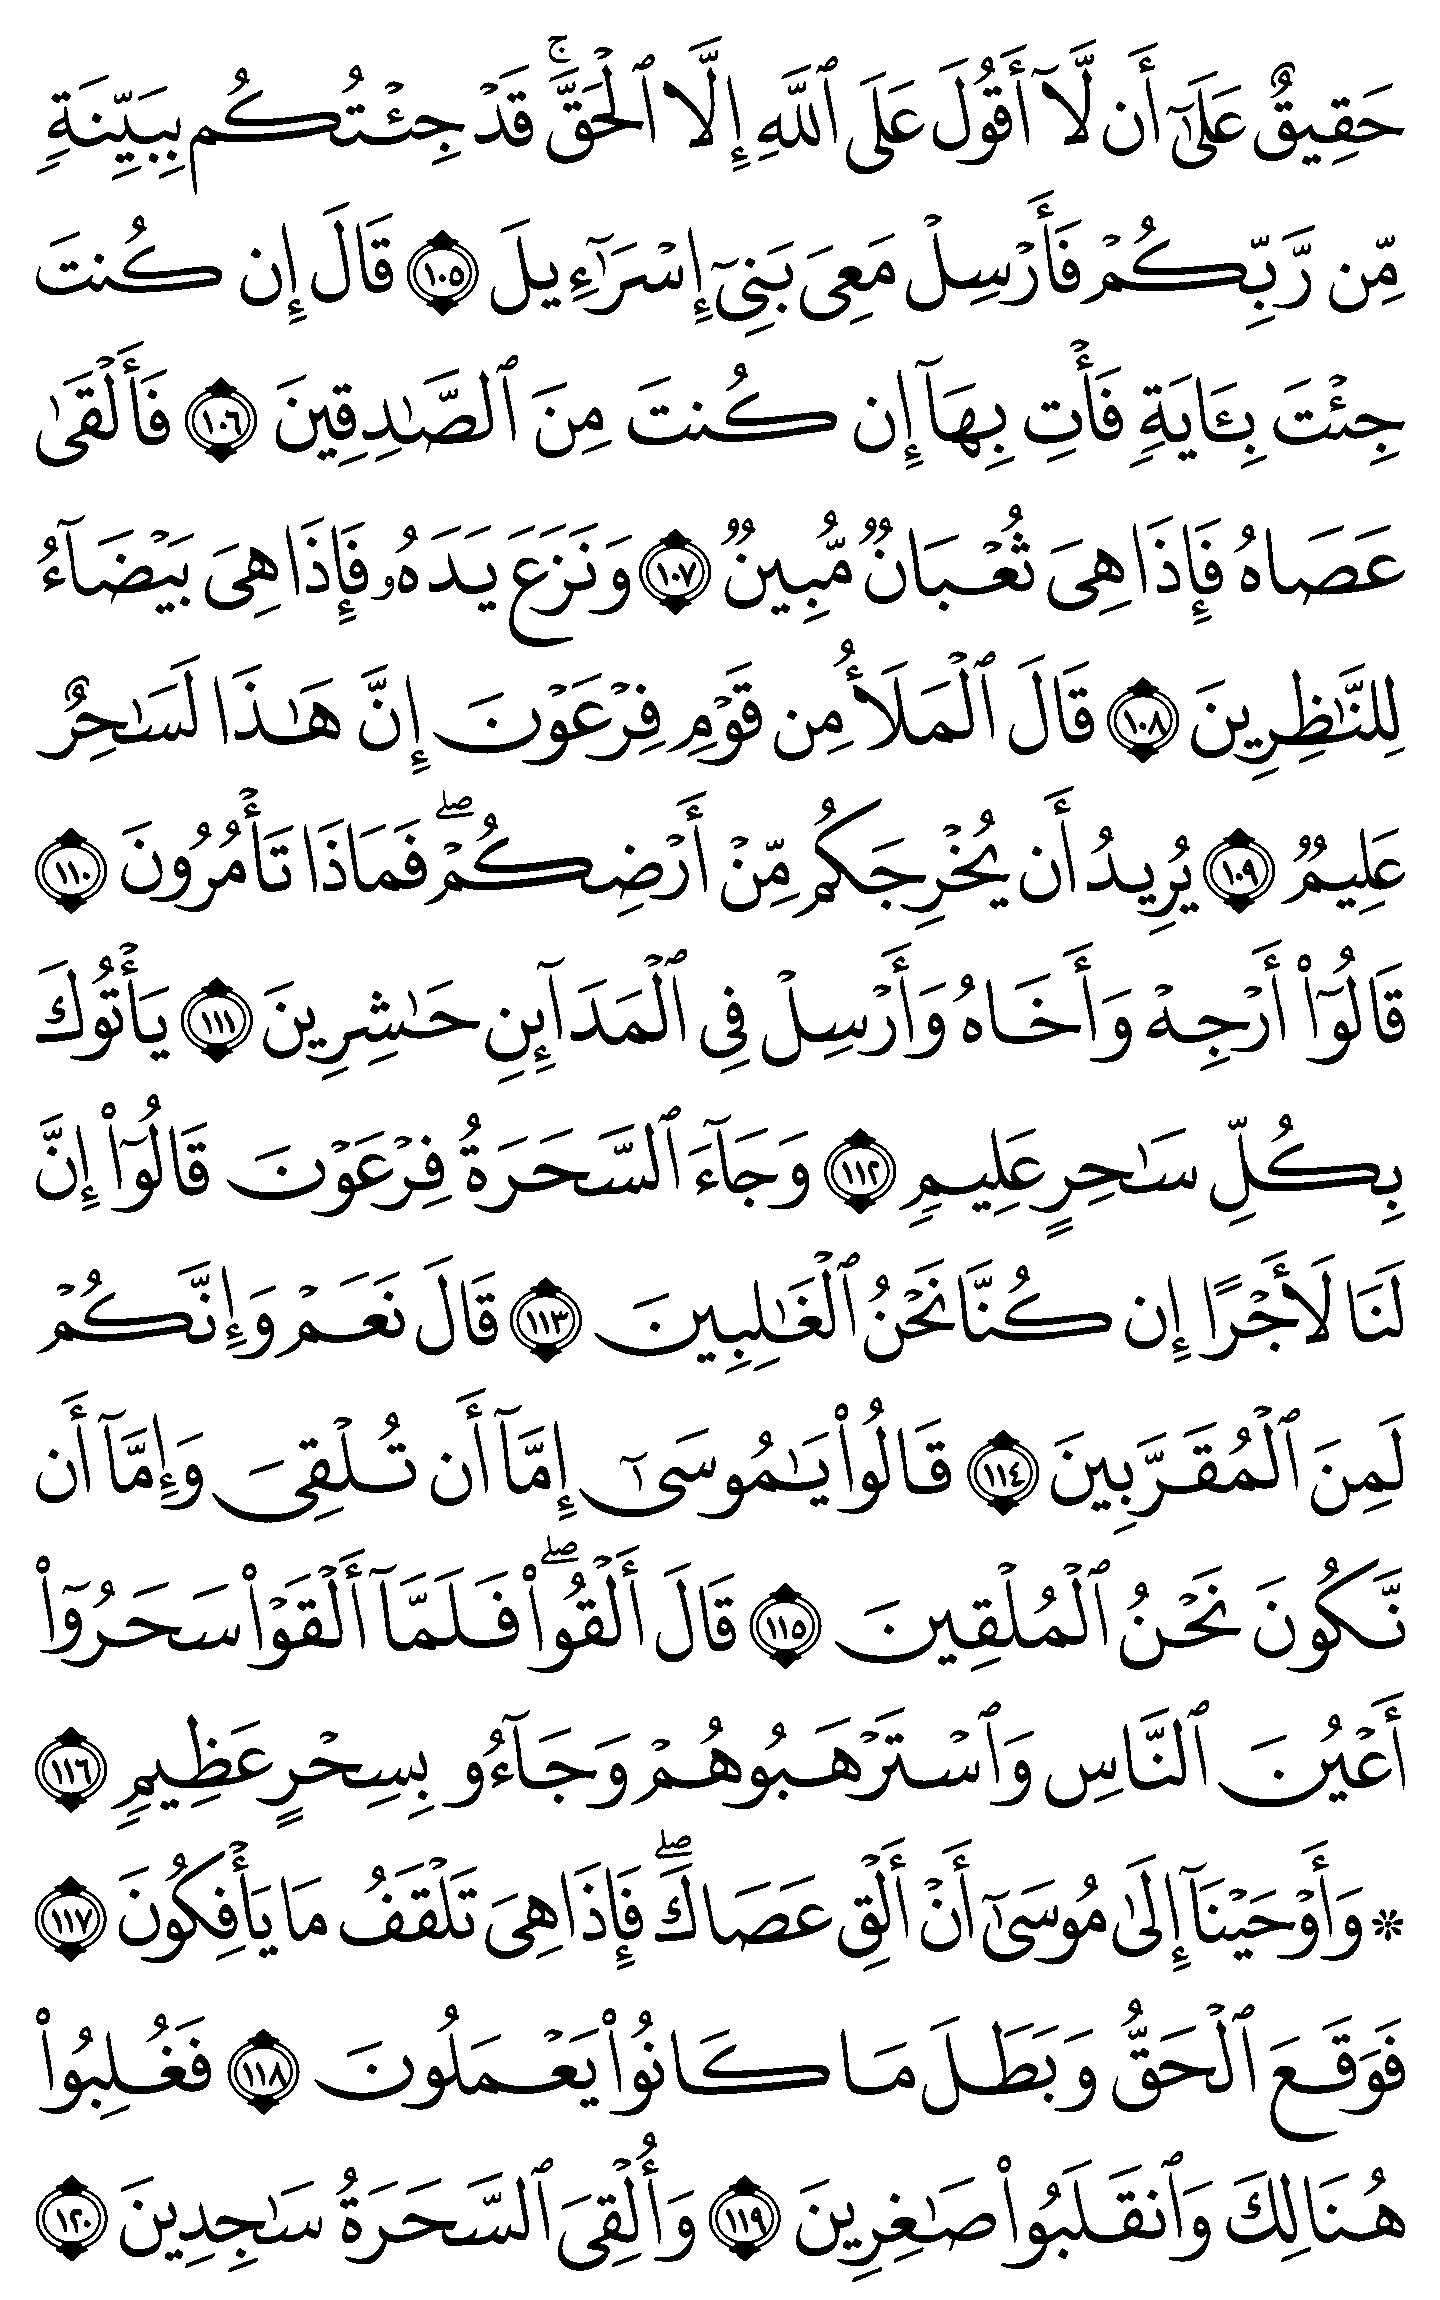 حَقِيقٌ عَلَىٰٓ أَن لَّآ أَقُولَ عَلَى ٱللَّهِ إِلَّا ٱلْحَقَّۚ قَدْ جِئْتُكُم بِبَيِّنَةٍ
مِّن رَّبِّكُمْ فَأَرْسِلْ مَعِىَ بَنِىٓ إِسْرَٰٓءِيلَ ۝١٠٥ قَالَ إِن كُنتَ
جِئْتَ بِـَٔايَةٍ فَأْتِ بِهَآ إِن كُنتَ مِنَ ٱلصَّـٰدِقِينَ ۝١٠٦ فَأَلْقَىٰ
عَصَاهُ فَإِذَا هِىَ ثُعْبَانٌ مُّبِينٌ ۝١٠٧ وَنَزَعَ يَدَهُۥ فَإِذَا هِىَ بَيْضَآءُ
لِلنَّـٰظِرِينَ ۝١٠٨ قَالَ ٱلْمَلَأُ مِن قَوْمِ فِرْعَوْنَ إِنَّ هَـٰذَا لَسَـٰحِرٌ
عَلِيمٌ ۝١٠٩ يُرِيدُ أَن يُخْرِجَكُم مِّنْ أَرْضِكُمْۖ فَمَاذَا تَأْمُرُونَ ۝١١٠
قَالُوٓا۟ أَرْجِهْ وَأَخَاهُ وَأَرْسِلْ فِى ٱلْمَدَآئِنِ حَـٰشِرِينَ ۝١١١ يَأْتُوكَ
بِكُلِّ سَـٰحِرٍ عَلِيمٍ ۝١١٢ وَجَآءَ ٱلسَّحَرَةُ فِرْعَوْنَ قَالُوٓا۟ إِنَّ
لَنَا لَأَجْرًا إِن كُنَّا نَحْنُ ٱلْغَـٰلِبِينَ ۝١١٣ قَالَ نَعَمْ وَإِنَّكُمْ
لَمِنَ ٱلْمُقَرَّبِينَ ۝١١٤ قَالُوا۟ يَـٰمُوسَىٰٓ إِمَّآ أَن تُلْقِىَ وَإِمَّآ أَن
نَّكُونَ نَحْنُ ٱلْمُلْقِينَ ۝١١٥ قَالَ أَلْقُوا۟ۖ فَلَمَّآ أَلْقَوْا۟ سَحَرُوٓا۟
أَعْيُنَ ٱلنَّاسِ وَٱسْتَرْهَبُوهُمْ وَجَآءُو بِسِحْرٍ عَظِيمٍ ۝١١٦
۞ وَأَوْحَيْنَآ إِلَىٰ مُوسَىٰٓ أَنْ أَلْقِ عَصَاكَۖ فَإِذَا هِىَ تَلْقَفُ مَا يَأْفِكُونَ ۝١١٧
فَوَقَعَ ٱلْحَقُّ وَبَطَلَ مَا كَانُوا۟ يَعْمَلُونَ ۝١١٨ فَغُلِبُوا۟
هُنَالِكَ وَٱنقَلَبُوا۟ صَـٰغِرِينَ ۝١١٩ وَأُلْقِىَ ٱلسَّحَرَةُ سَـٰجِدِينَ ۝١٢٠